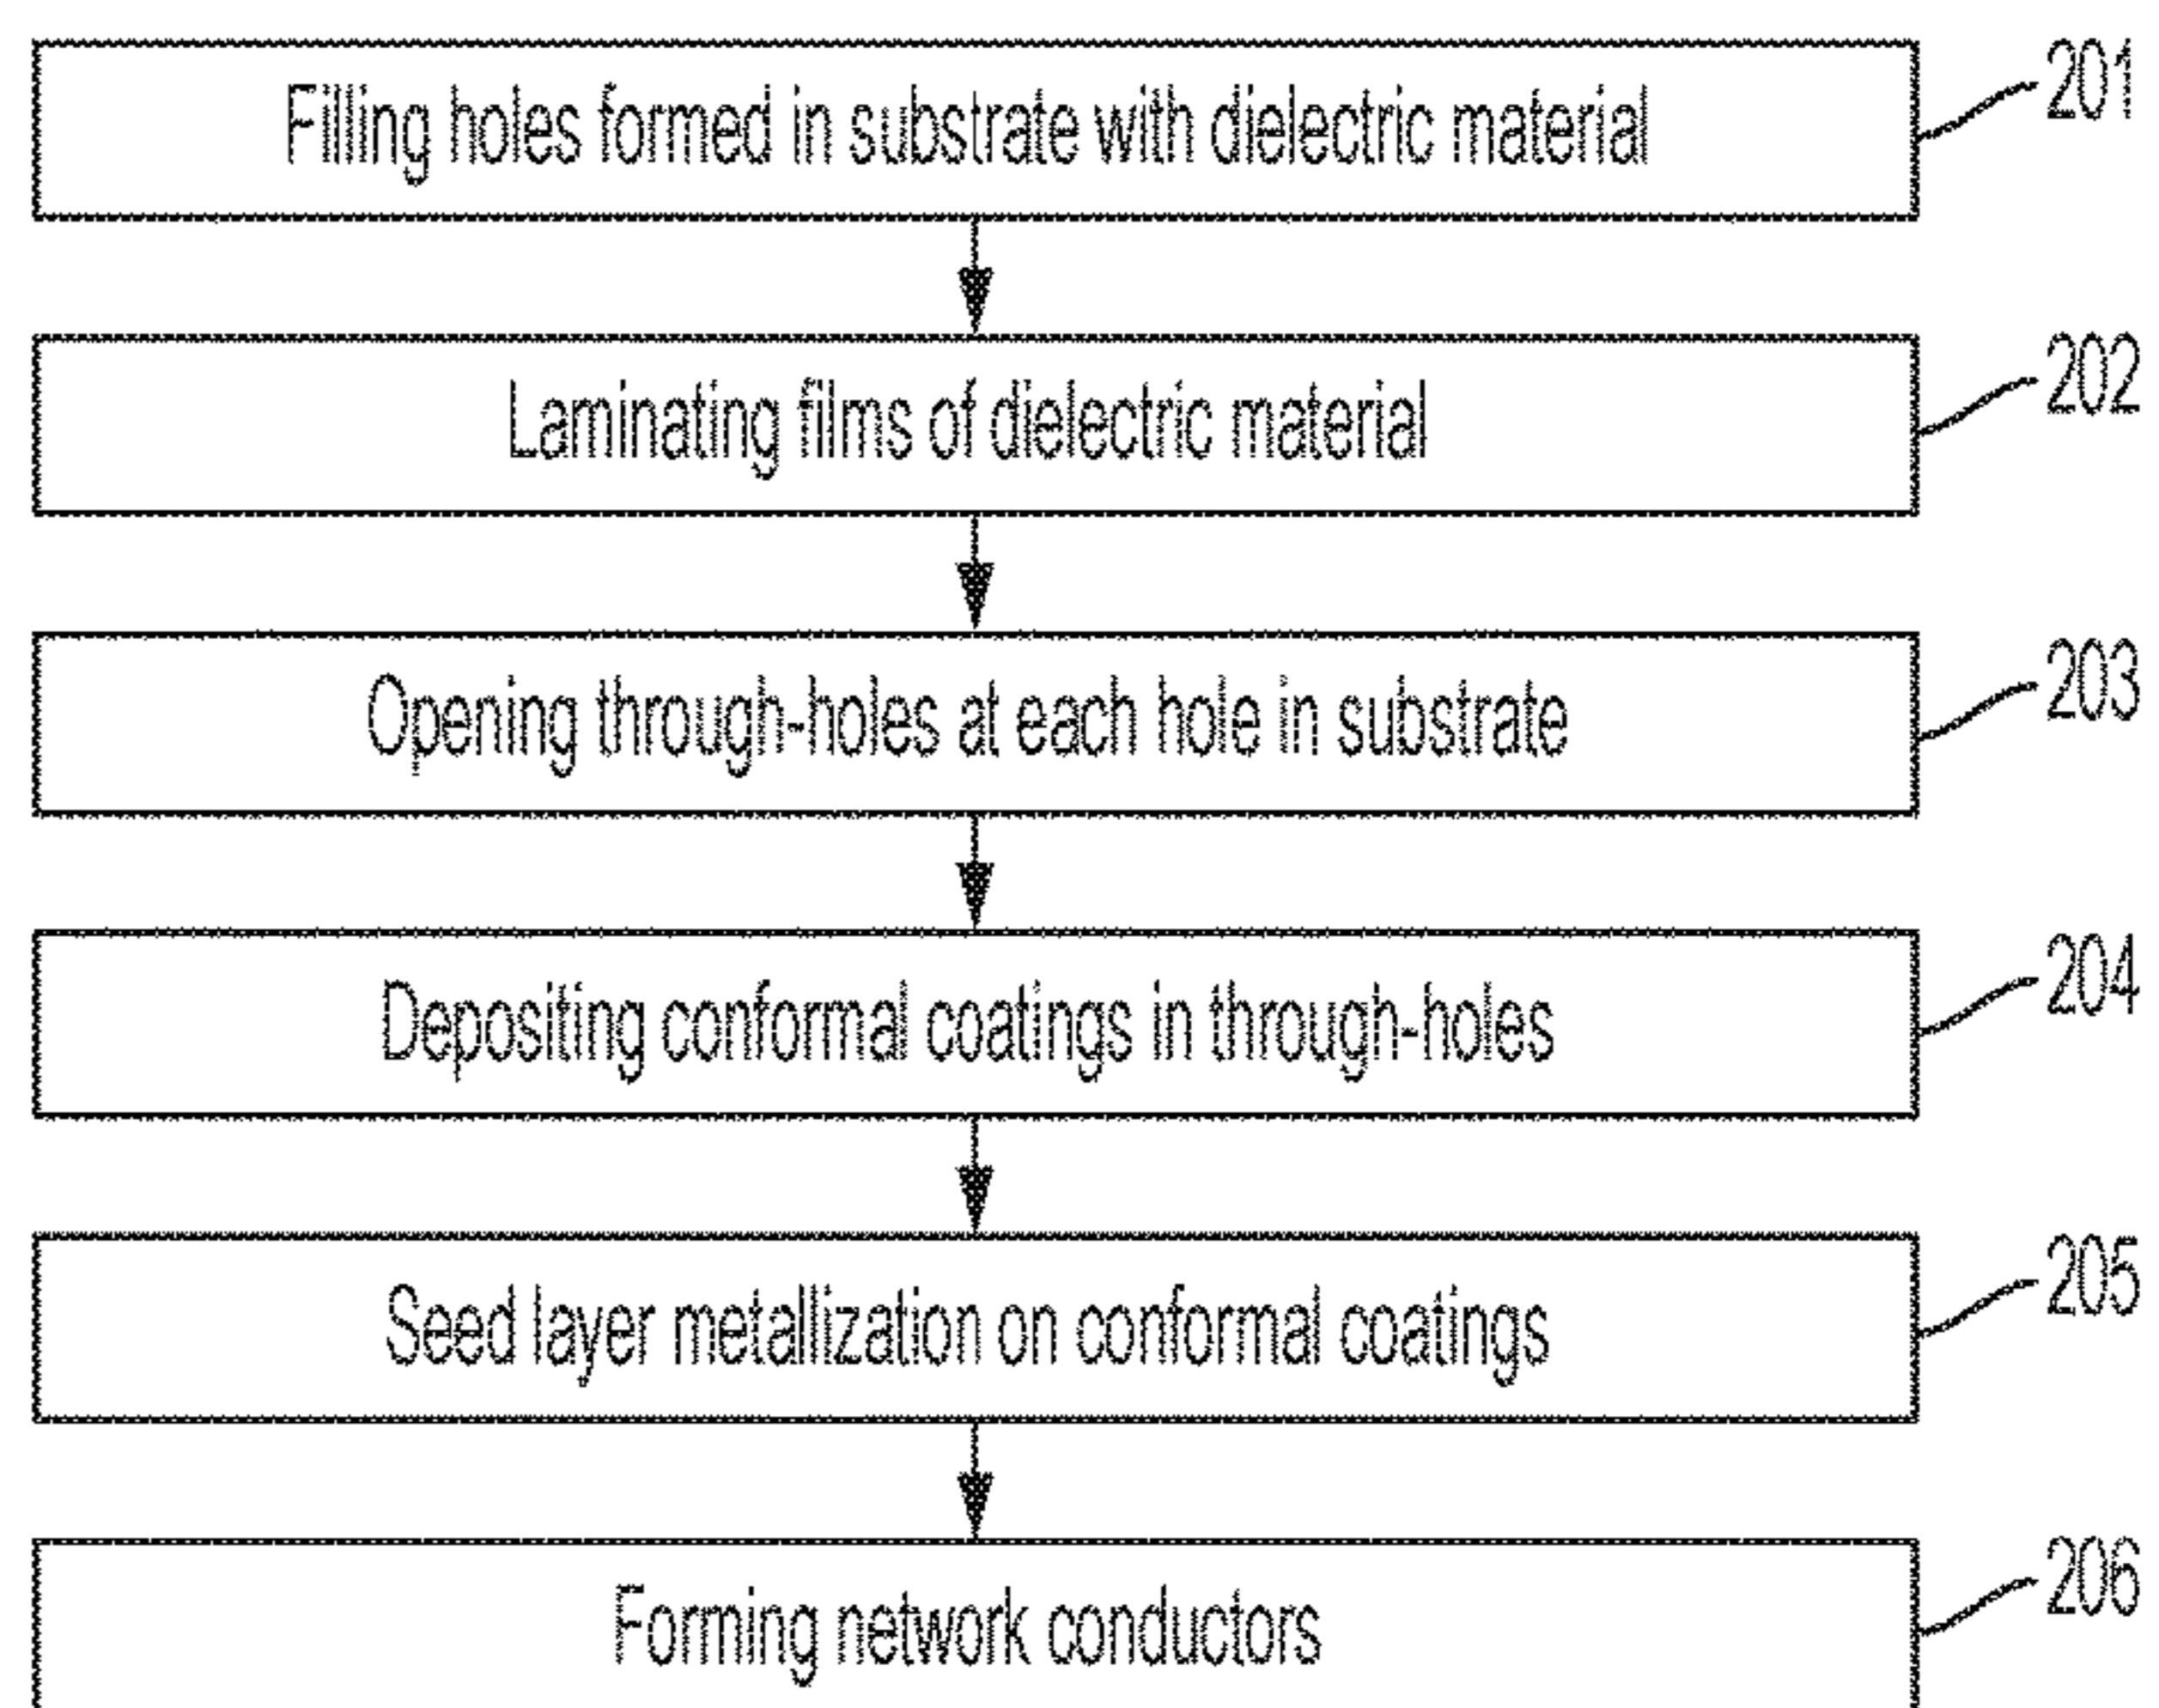 Filling holes formed in substrate with dielectric material
201
Laminating films of dielectric material
202
Opening through-holes at each hole in substrate
203
Depositing conformal coatings in through-holes
204
Seed layer metallization on conformal coatings
205
Forming network conductors
206